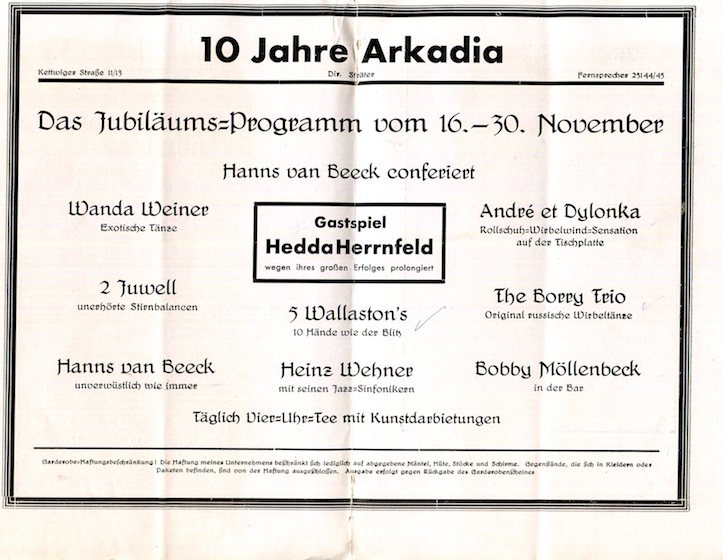 10 Jahre Arkadia
Kettwiger Straße 11/13
Dir. Sträter
Fernsprecher 25144/45
Das Jubiläums=Programm vom 16.–30. November
Hanns van Beeck conferiert
Wanda Weiner
Exotische Tänze
Gastspiel
Hedda Herrnfeld
wegen ihres großen Erfolges prolongiert
André et Dylonka
Rollschuh=Wirbelwind=Sensation
auf der Tischplatte
2 Juwell
unerhörte Stirnbalancen
5 Wallaston's
10 Hände wie der Blitz
The Borry Trio
Original russische Wirbeltänze
Hanns van Beeck
unverwüstlich wie immer
Heinz Wehner
mit seinen Jazz=Sinfonikern
Bobby Möllenbeck
in der Bar
Täglich Vier=Uhr=Tee mit Kunstdarbietungen
Garderobe=Haftungsbeschränkung! Die Haftung meines Unternehmens beschränkt sich lediglich auf abgegebene Mäntel, Hüte, Stöcke und Schirme. Gegenstände, die sich in Kleidern oder
Paketen befinden, sind von der Haftung ausgeschlossen. Ausgabe erfolgt gegen Rückgabe des Garderobenscheines